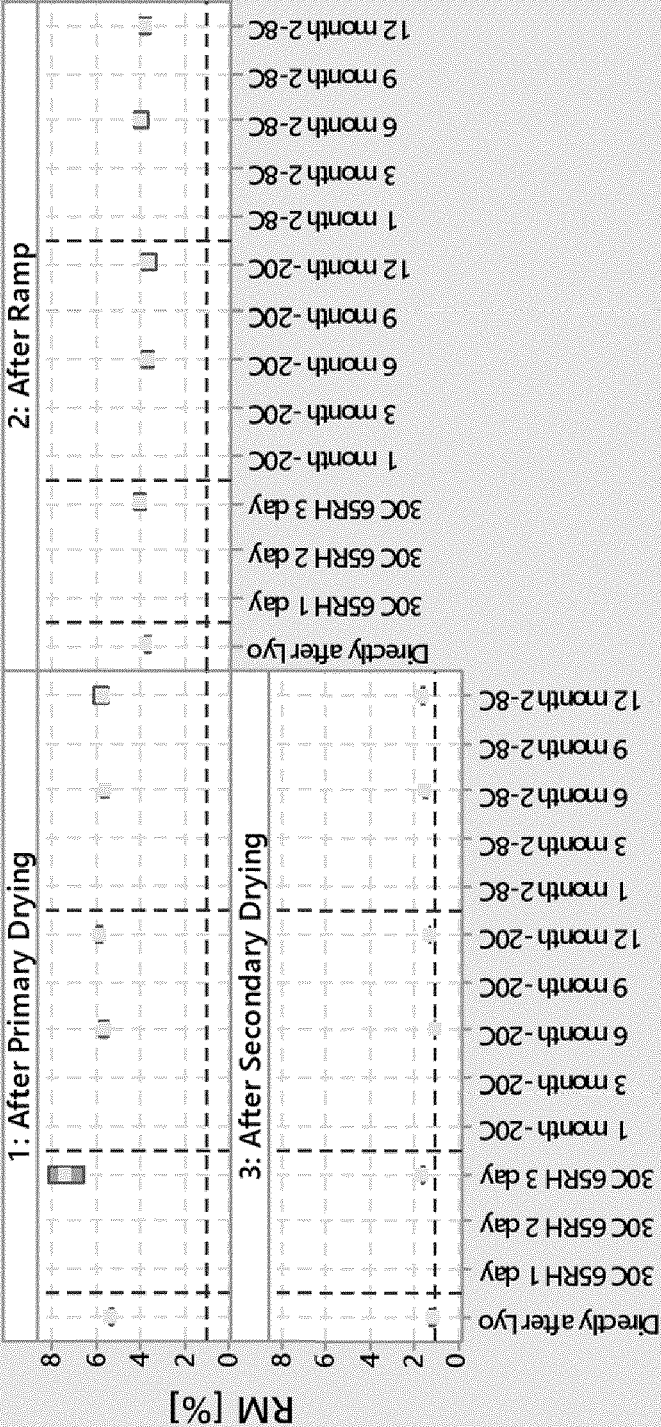 1: After Primary Drying
2: After Ramp
3: After Secondary Drying
RM [%]
8
6
4
2
0
8
6
4
2
0
Directly after Lyo
30C 65RH 1 day
30C 65RH 2 day
30C 65RH 3 day
1 month -20C
3 month -20C
6 month -20C
9 month -20C
12 month -20C
1 month 2-8C
3 month 2-8C
6 month 2-8C
9 month 2-8C
12 month 2-8C
Directly after Lyo
30C 65RH 1 day
30C 65RH 2 day
30C 65RH 3 day
1 month -20C
3 month -20C
6 month -20C
9 month -20C
12 month -20C
1 month 2-8C
3 month 2-8C
6 month 2-8C
9 month 2-8C
12 month 2-8C